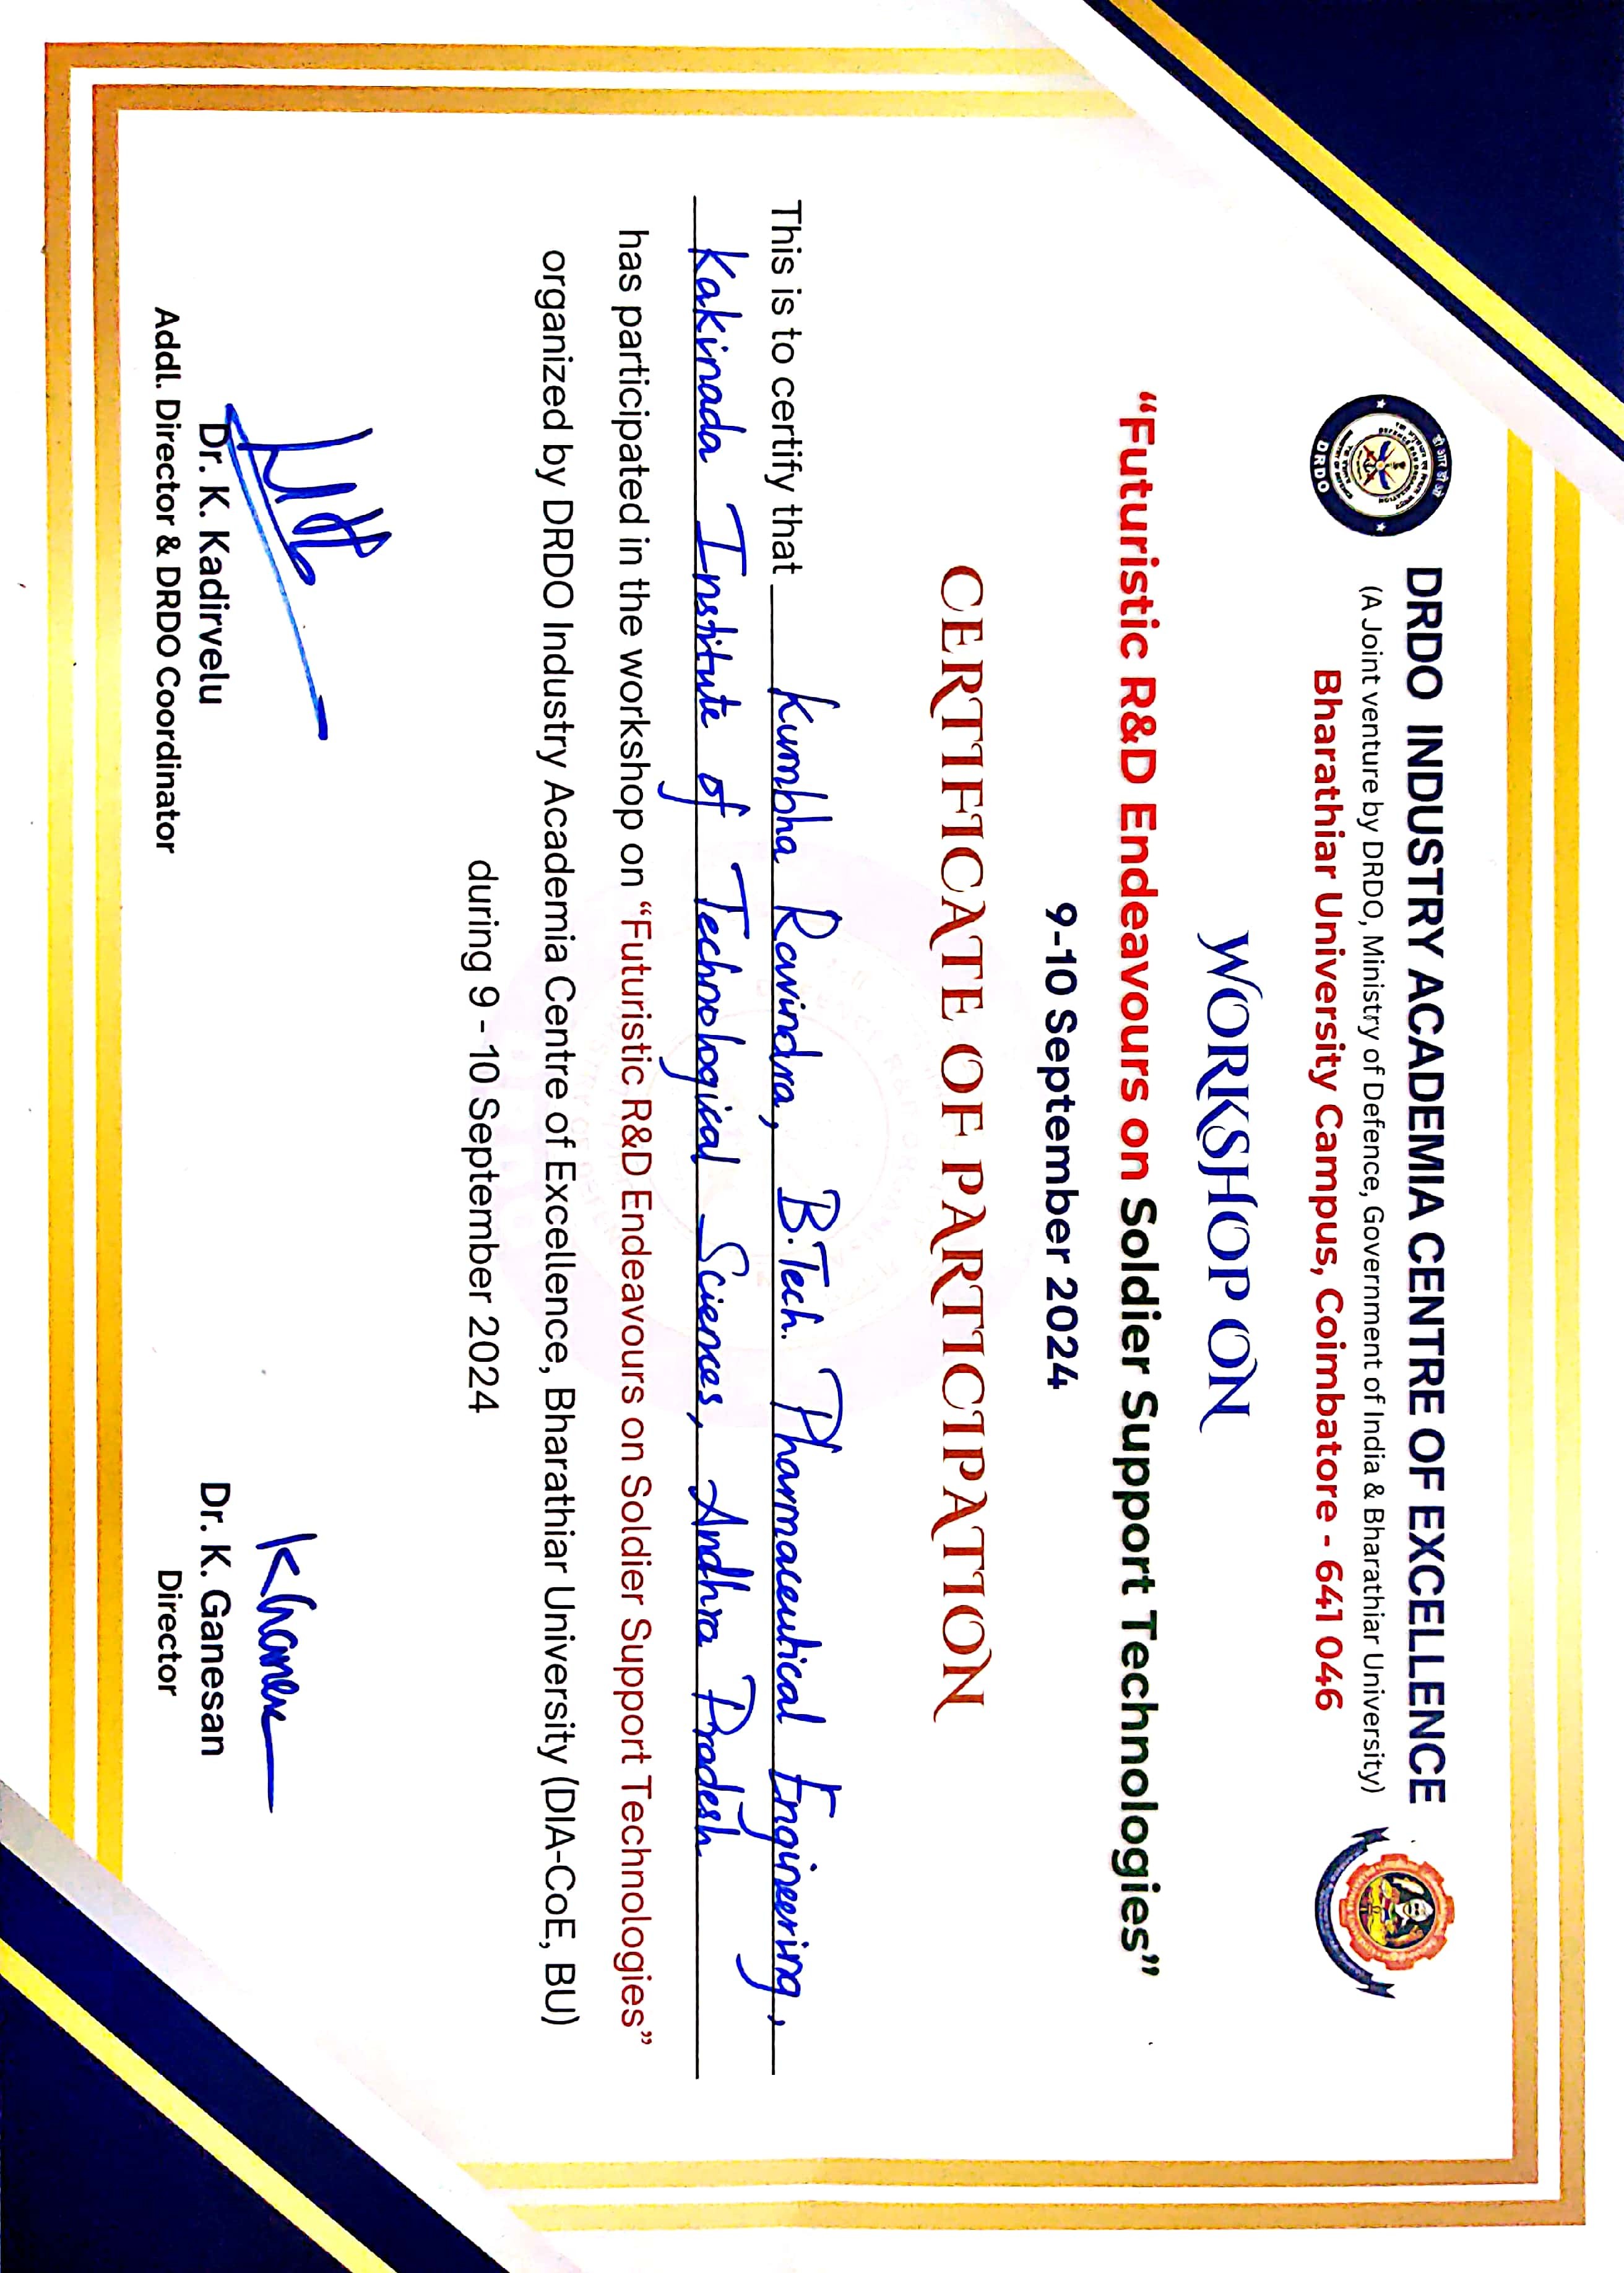 डी आर डी ओ
DRDO
DRDO INDUSTRY ACADEMIA CENTRE OF EXCELLENCE
(A Joint venture by DRDO, Ministry of Defence, Government of India & Bharathiar University)
Bharathiar University Campus, Coimbatore - 641 046
WORKSHOP ON
“Futuristic R&D Endeavours on Soldier Support Technologies”
9-10 September 2024
CERTIFICATE OF PARTICIPATION
This is to certify that Kumbha Ravindra, B.Tech. Pharmaceutical Engineering,
Kakinada Institute of Technological Sciences, Andhra Pradesh
has participated in the workshop on “Futuristic R&D Endeavours on Soldier Support Technologies”
organized by DRDO Industry Academia Centre of Excellence, Bharathiar University (DIA-CoE, BU)
during 9 - 10 September 2024
Dr. K. Kadirvelu
Addl. Director & DRDO Coordinator
Dr. K. Ganesan
Director